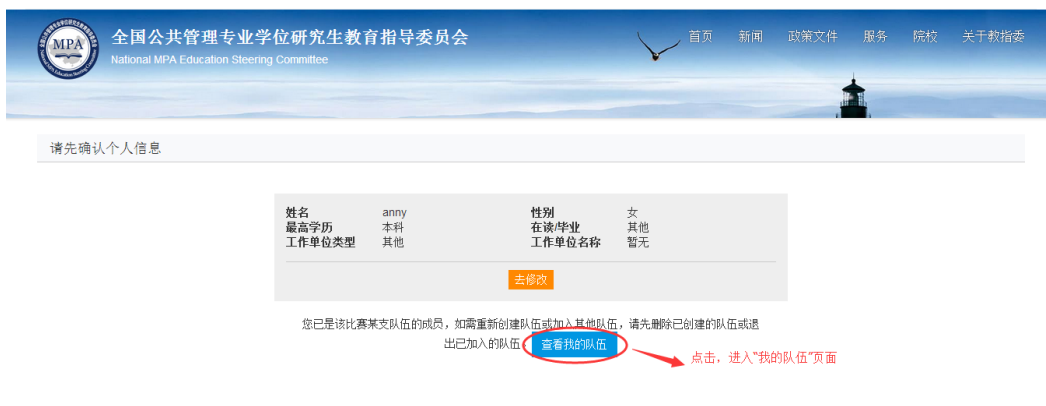 MPA
全国公共管理专业学位研究生教育指导委员会
National MPA Education Steering Committee
首页 新闻 政策文件 服务 院校 关于教指委
请先确认个人信息
姓名 anny 性别 女
最高学历 本科 在读/毕业 其他
工作单位类型 其他 工作单位名称 暂无
去修改
您已是该比赛某支队伍的成员，如需重新创建队伍或加入其他队伍，请先删除已创建的队伍或退
出已加入的队伍。 查看我的队伍
点击，进入“我的队伍”页面